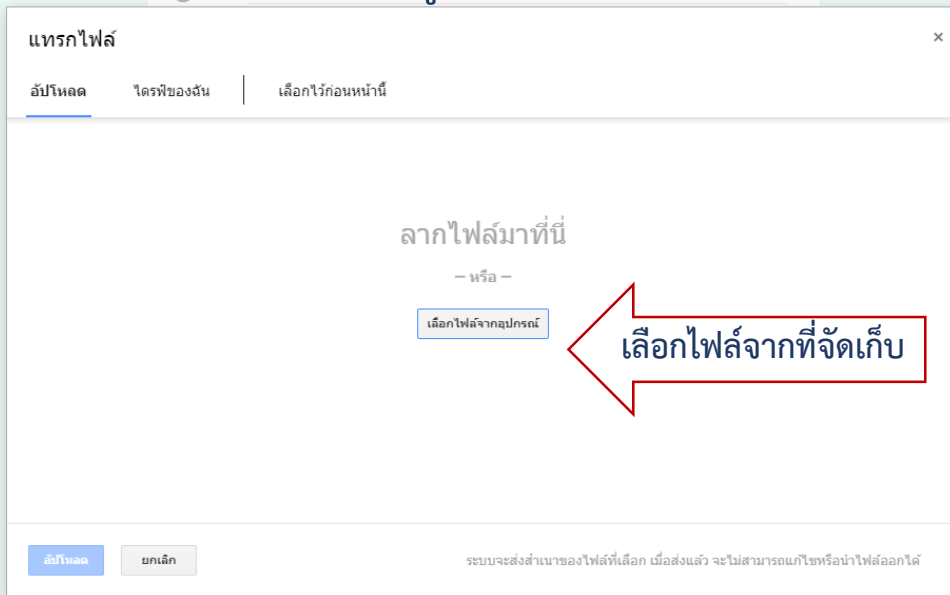 แทรกไฟล์
×
อัปโหลด ไดรฟ์ของฉัน เลือกไว้ก่อนหน้านี้
ลากไฟล์มาที่นี่
– หรือ –
เลือกไฟล์จากอุปกรณ์
เลือกไฟล์จากที่จัดเก็บ
อัปโหลด ยกเลิก ระบบจะส่งสำเนาของไฟล์ที่เลือก เมื่อส่งแล้ว จะไม่สามารถแก้ไขหรือนำไฟล์ออกได้